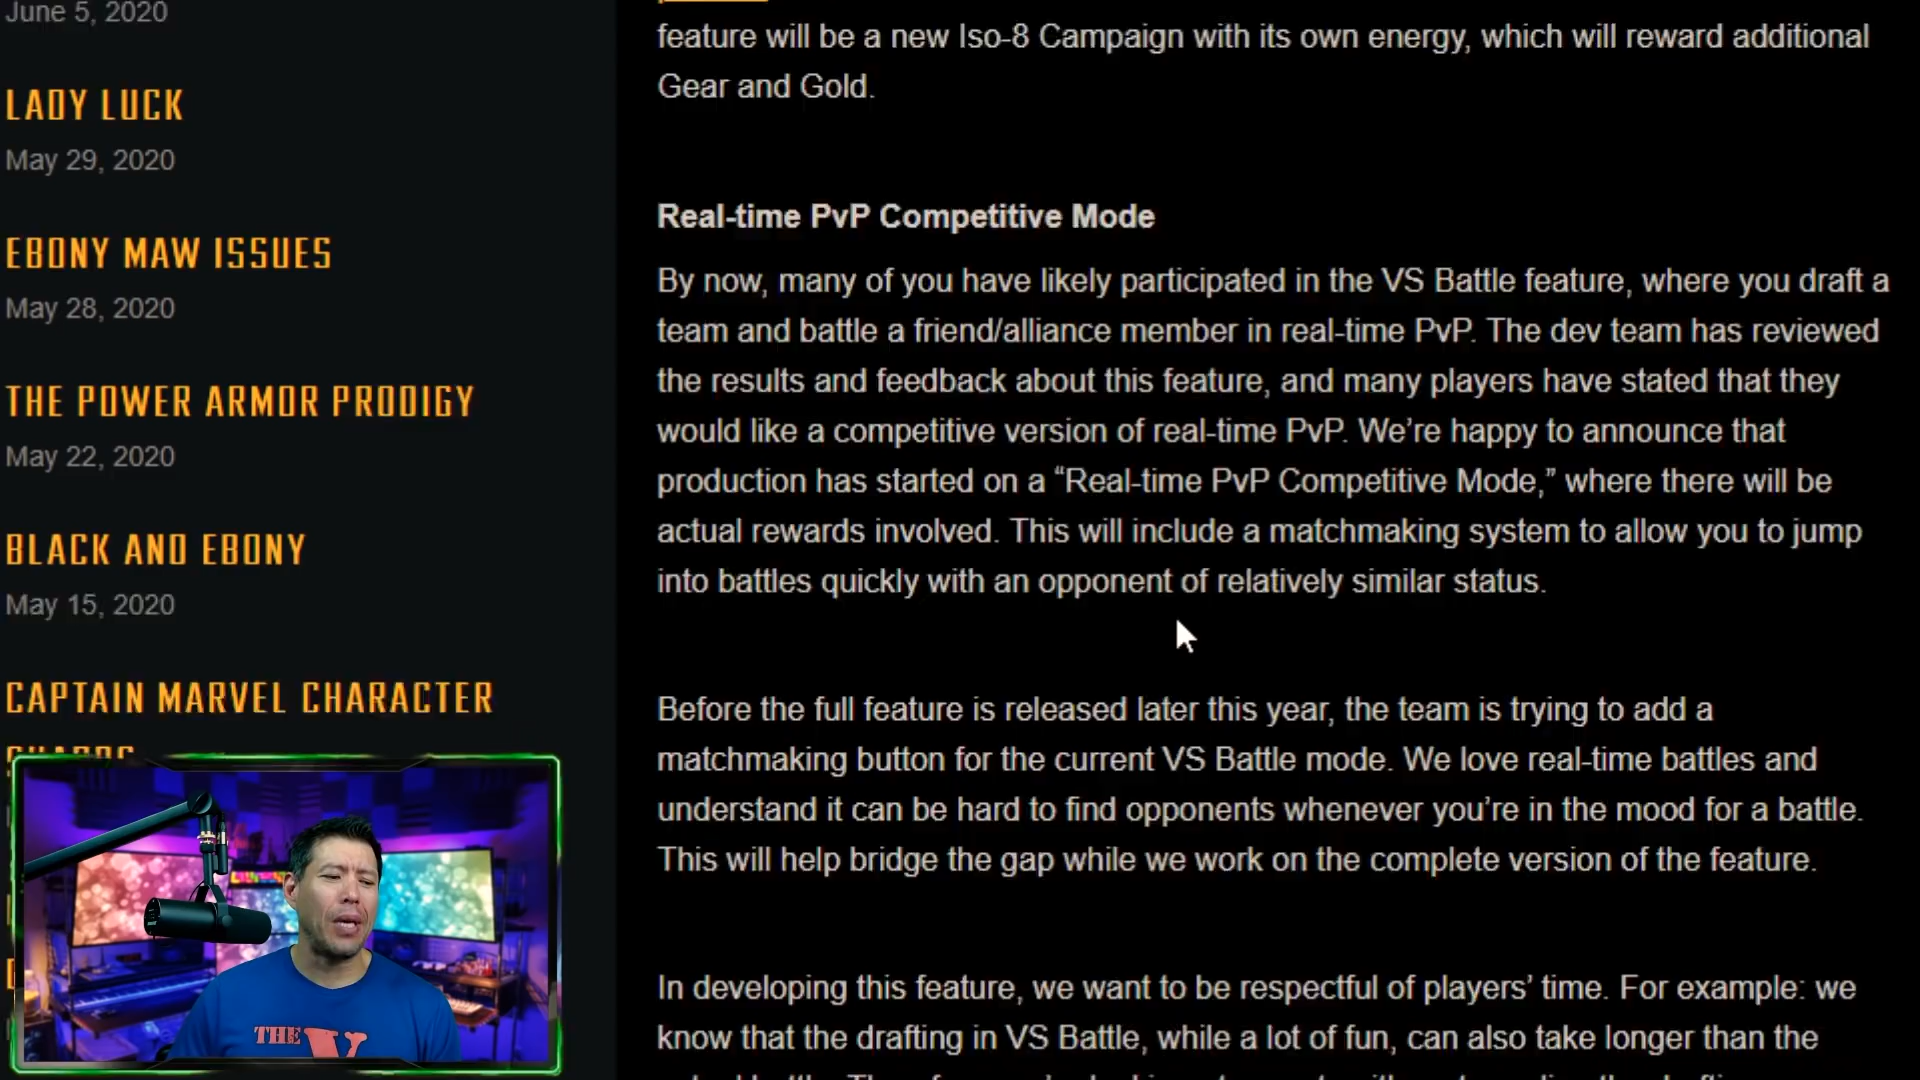 June 5, 2020
LADY LUCK
May 29, 2020
EBONY MAW ISSUES
May 28, 2020
THE POWER ARMOR PRODIGY
May 22, 2020
BLACK AND EBONY
May 15, 2020
CAPTAIN MARVEL CHARACTER
feature will be a new Iso-8 Campaign with its own energy, which will reward additional
Gear and Gold.
Real-time PvP Competitive Mode
By now, many of you have likely participated in the VS Battle feature, where you draft a
team and battle a friend/alliance member in real-time PvP. The dev team has reviewed
the results and feedback about this feature, and many players have stated that they
would like a competitive version of real-time PvP. We’re happy to announce that
production has started on a “Real-time PvP Competitive Mode,” where there will be
actual rewards involved. This will include a matchmaking system to allow you to jump
into battles quickly with an opponent of relatively similar status.
Before the full feature is released later this year, the team is trying to add a
matchmaking button for the current VS Battle mode. We love real-time battles and
understand it can be hard to find opponents whenever you’re in the mood for a battle.
This will help bridge the gap while we work on the complete version of the feature.
In developing this feature, we want to be respectful of players’ time. For example: we
know that the drafting in VS Battle, while a lot of fun, can also take longer than the
THE